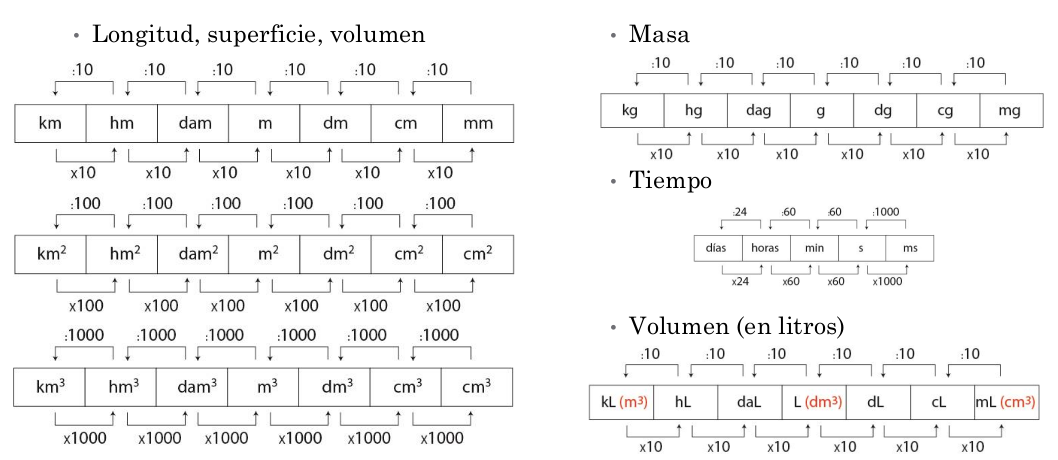 • Longitud, superficie, volumen
:10 :10 :10 :10 :10 :10
km hm dam m dm cm mm
x10 x10 x10 x10 x10 x10
:100 :100 :100 :100 :100 :100
km² hm² dam² m² dm² cm² cm²
x100 x100 x100 x100 x100 x100
:1000 :1000 :1000 :1000 :1000 :1000
km³ hm³ dam³ m³ dm³ cm³ cm³
x1000 x1000 x1000 x1000 x1000 x1000
• Masa
:10 :10 :10 :10 :10 :10
kg hg dag g dg cg mg
x10 x10 x10 x10 x10 x10
• Tiempo
:24 :60 :60 :1000
días horas min s ms
x24 x60 x60 x1000
• Volumen (en litros)
:10 :10 :10 :10 :10 :10
kL (m³) hL daL L (dm³) dL cL mL (cm³)
x10 x10 x10 x10 x10 x10